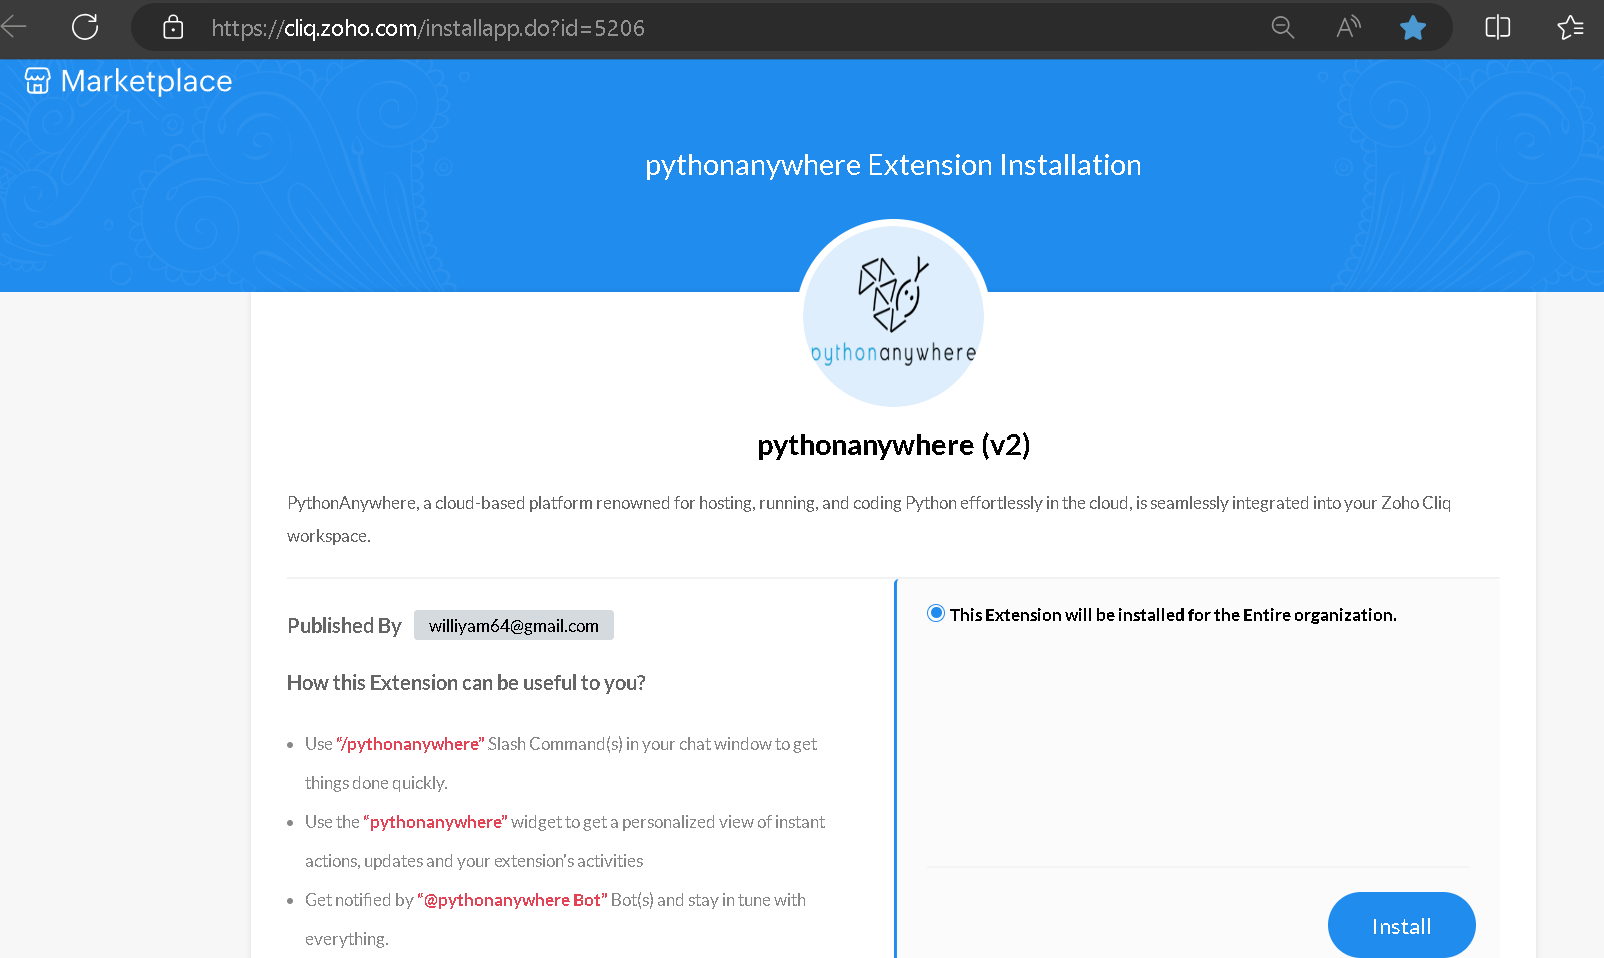 https://cliq.zoho.com/installapp.do?id=5206
Marketplace
pythonanywhere Extension Installation
pythonanywhere
pythonanywhere (v2)
PythonAnywhere, a cloud-based platform renowned for hosting, running, and coding Python effortlessly in the cloud, is seamlessly integrated into your Zoho Cliq
workspace.
Published By williyam64@gmail.com
How this Extension can be useful to you?
• Use “/pythonanywhere” Slash Command(s) in your chat window to get
things done quickly.
• Use the “pythonanywhere” widget to get a personalized view of instant
actions, updates and your extension's activities
• Get notified by “@pythonanywhere Bot” Bot(s) and stay in tune with
everything.
This Extension will be installed for the Entire organization.
Install